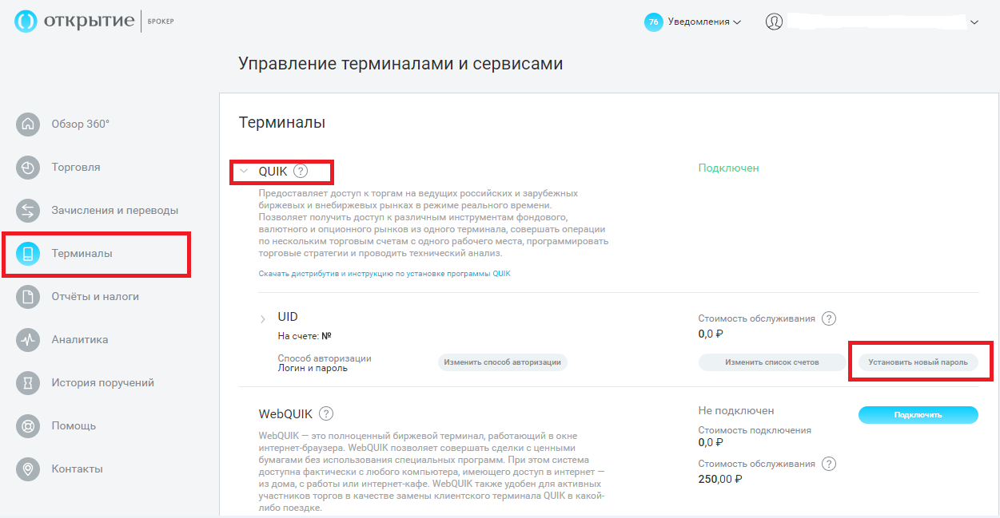 открытие БРОКЕР
76 Уведомления
Управление терминалами и сервисами
Обзор 360°
Торговля
Зачисления и переводы
Терминалы
Отчёты и налоги
Аналитика
История поручений
Помощь
Контакты
Терминалы
QUIK ?
Подключен
Предоставляет доступ к торгам на ведущих российских и зарубежных
биржевых и внебиржевых рынках в режиме реального времени.
Позволяет получить доступ к различным инструментам фондового,
валютного и опционного рынков из одного терминала, совершать операции
по нескольким торговым счетам с одного рабочего места, программировать
торговые стратегии и проводить технический анализ.
Скачать дистрибутив и инструкцию по установке программы QUIK
UID
На счете: №
Способ авторизации
Логин и пароль
Изменить способ авторизации
Стоимость обслуживания ?
0,0 ₽
Изменить список счетов
Установить новый пароль
WebQUIK ?
WebQUIK — это полноценный биржевой терминал, работающий в окне
интернет-браузера. WebQUIK позволяет совершать сделки с ценными
бумагами без использования специальных программ. При этом система
доступна фактически с любого компьютера, имеющего доступ в интернет —
из дома, с работы или интернет-кафе. WebQUIK также удобен для активных
участников торгов в качестве замены клиентского терминала QUIK в какой-
либо поездке.
Не подключен
Подключить
Стоимость подключения
0,0 ₽
Стоимость обслуживания ?
250,00 ₽